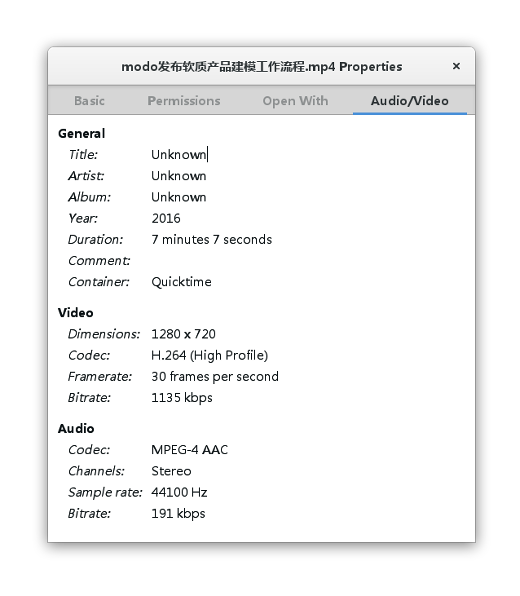 modo发布软质产品建模工作流程.mp4 Properties ×
Basic Permissions Open With Audio/Video
General
Title: Unknown
Artist: Unknown
Album: Unknown
Year: 2016
Duration: 7 minutes 7 seconds
Comment:
Container: Quicktime
Video
Dimensions: 1280 x 720
Codec: H.264 (High Profile)
Framerate: 30 frames per second
Bitrate: 1135 kbps
Audio
Codec: MPEG-4 AAC
Channels: Stereo
Sample rate: 44100 Hz
Bitrate: 191 kbps